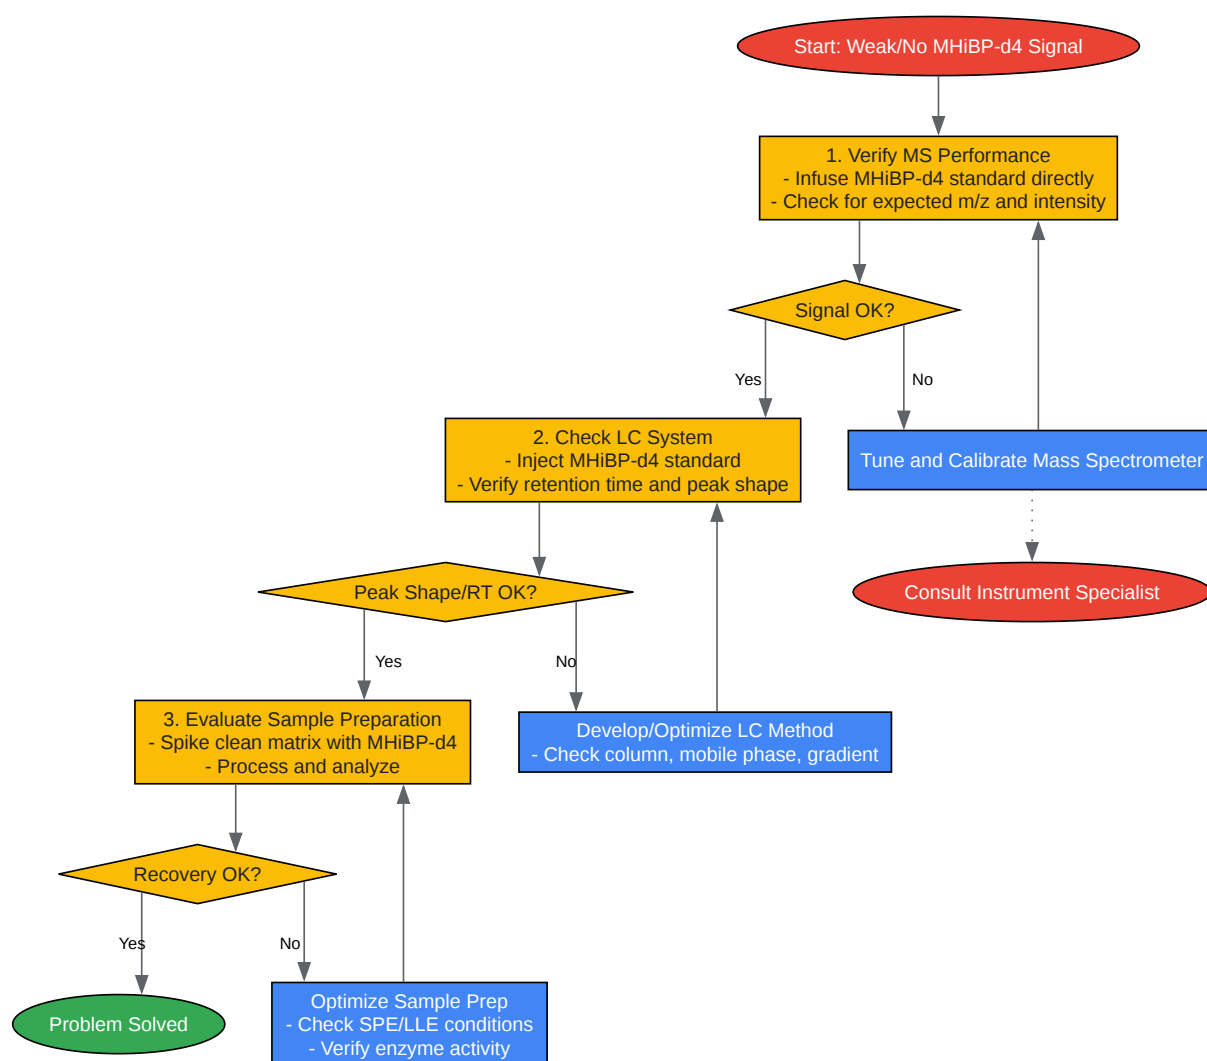 Start: Weak/No MHiBP-d4 Signal
1. Verify MS Performance
- Infuse MHiBP-d4 standard directly
- Check for expected m/z and intensity
Signal OK?
Yes
No
2. Check LC System
- Inject MHiBP-d4 standard
- Verify retention time and peak shape
Tune and Calibrate Mass Spectrometer
Peak Shape/RT OK?
Consult Instrument Specialist
Yes
No
3. Evaluate Sample Preparation
- Spike clean matrix with MHiBP-d4
- Process and analyze
Develop/Optimize LC Method
- Check column, mobile phase, gradient
Recovery OK?
Yes
No
Problem Solved
Optimize Sample Prep
- Check SPE/LLE conditions
- Verify enzyme activity